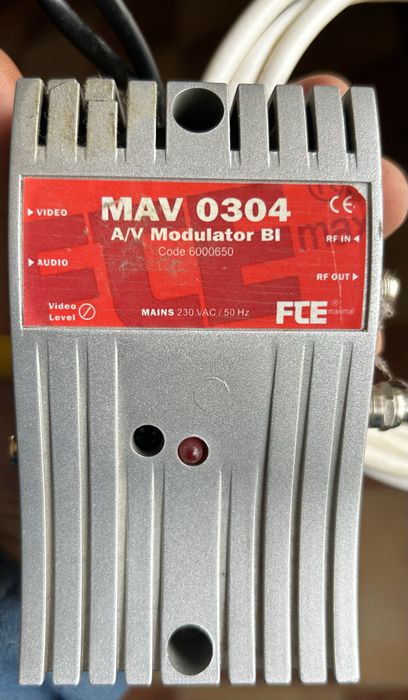 MAV 0304
A/V Modulator BI
Code 6000650
VIDEO
AUDIO
Video
Level
CE
RF IN
RF OUT
MAINS 230 VAC / 50 Hz
FTE ®
maximal